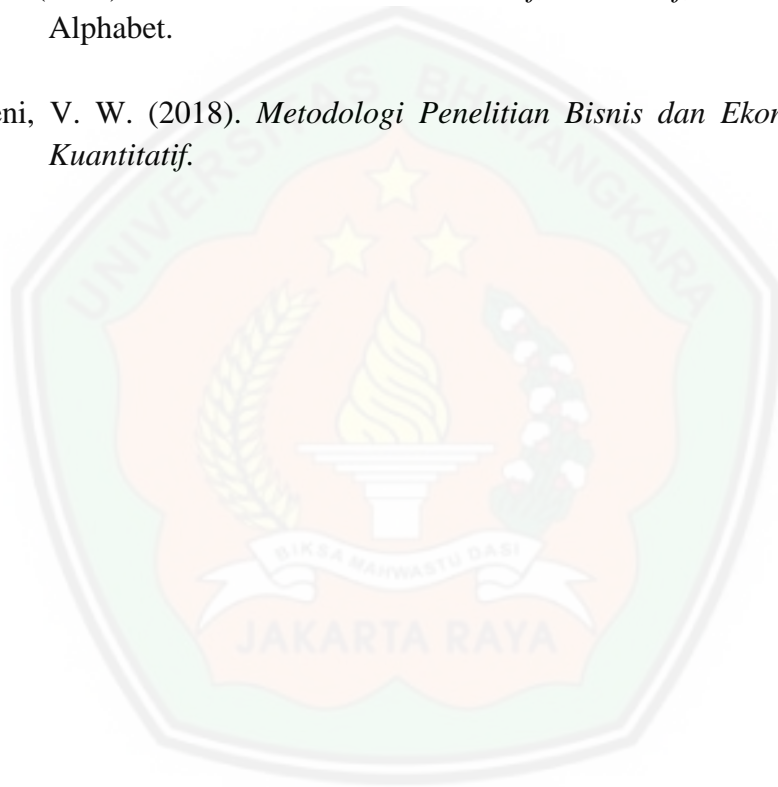 Alphabet.
eni, V. W. (2018). Metodologi Penelitian Bisnis dan Ekon
Kuantitatif.
UNIVERSITAS BHAYANGKARA
BIKSA MAHWASTU DASI
JAKARTA RAYA